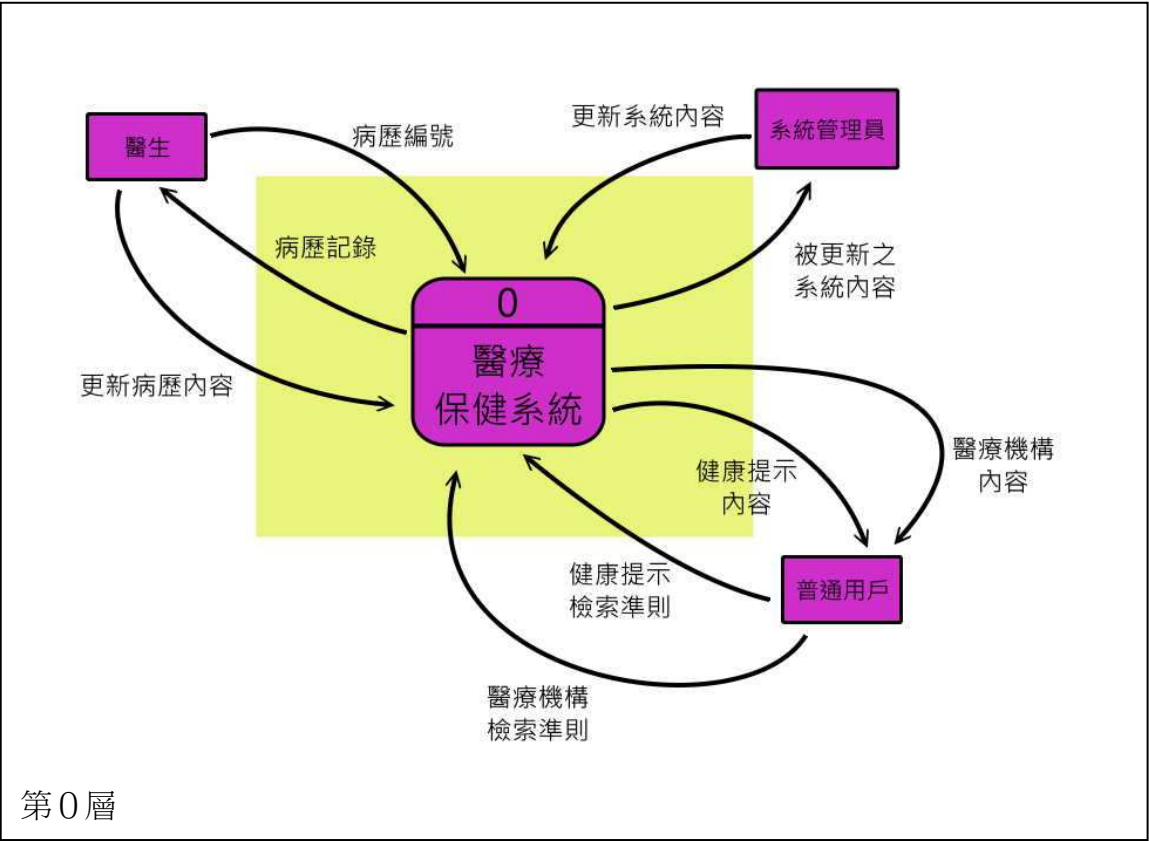 更新系統內容
系統管理員
醫生
病歷編號
病歷記錄
被更新之
系統內容
0
醫療
保健系統
更新病歷內容
醫療機構
內容
健康提示
內容
健康提示
檢索準則
普通用戶
醫療機構
檢索準則
第0層